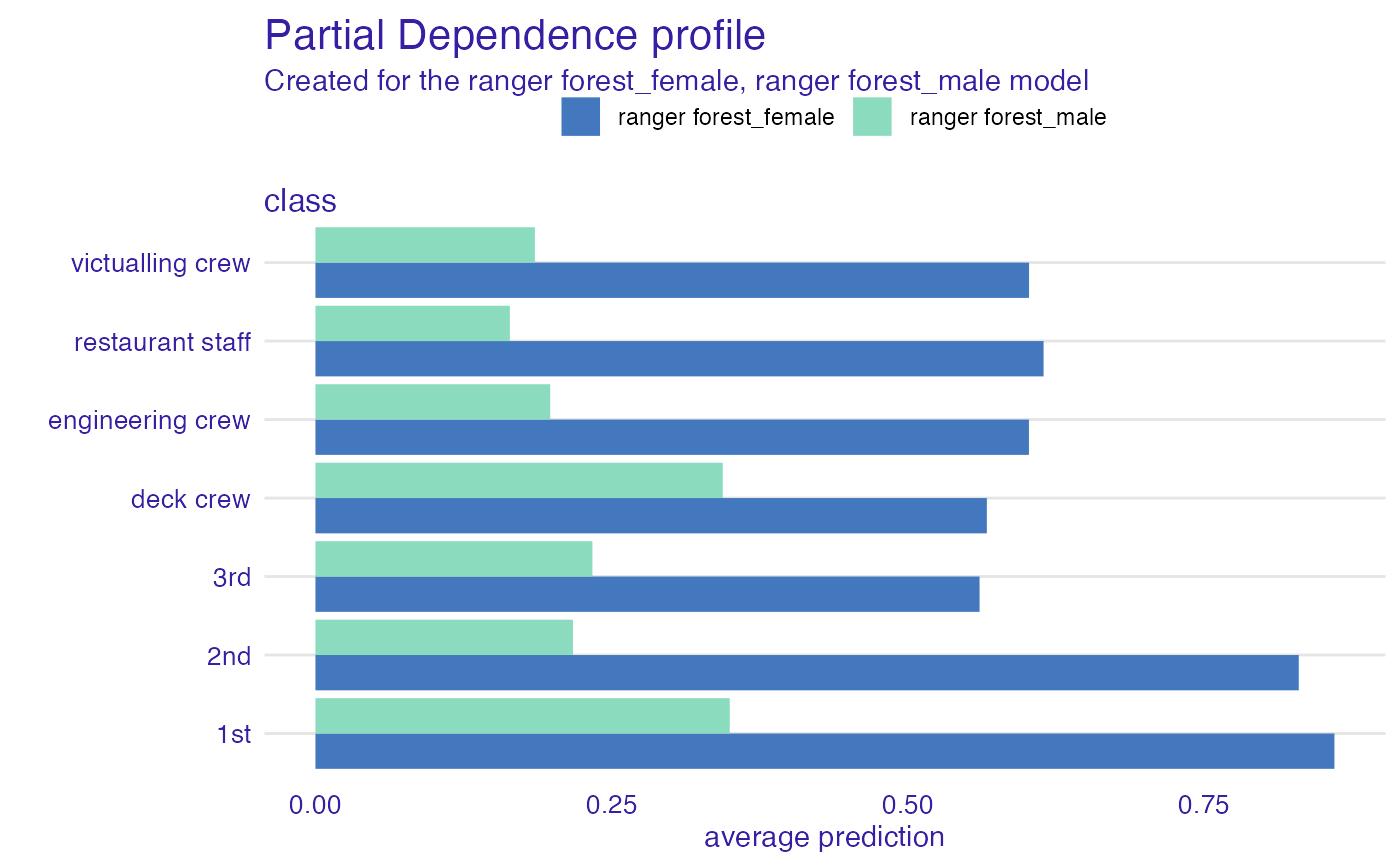 Partial Dependence profile
Created for the ranger forest_female, ranger forest_male model
ranger forest_female ranger forest_male
class
victualling crew
restaurant staff
engineering crew
deck crew
3rd
2nd
1st
0.00 0.25 0.50 0.75
average prediction